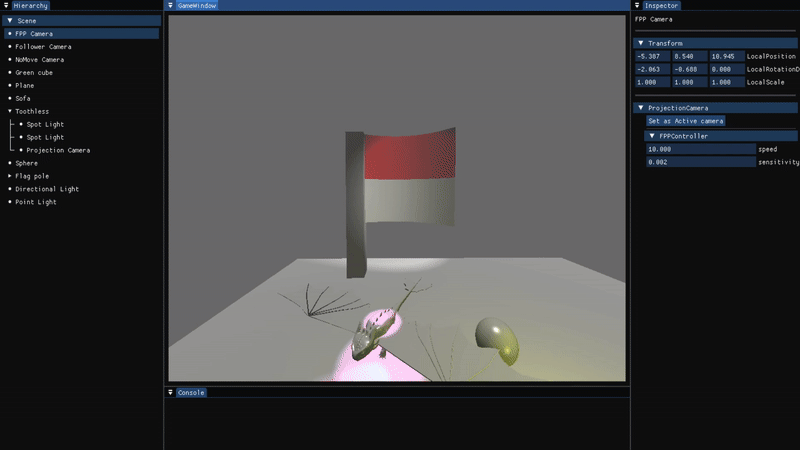 Hierarchy
Scene
FPP Camera
Follower Camera
NoMove Camera
Green cube
Plane
Sofa
Toothless
Spot Light
Spot Light
Projection Camera
Sphere
Flag pole
Directional Light
Point Light
GameWindow
Console
Inspector
FPP Camera
Transform
-5.387 8.540 10.945 LocalPosition
-2.063 -0.688 0.000 LocalRotationD
1.000 1.000 1.000 LocalScale
ProjectionCamera
Set as Active camera
FPPController
10.000 speed
0.002 sensitivity